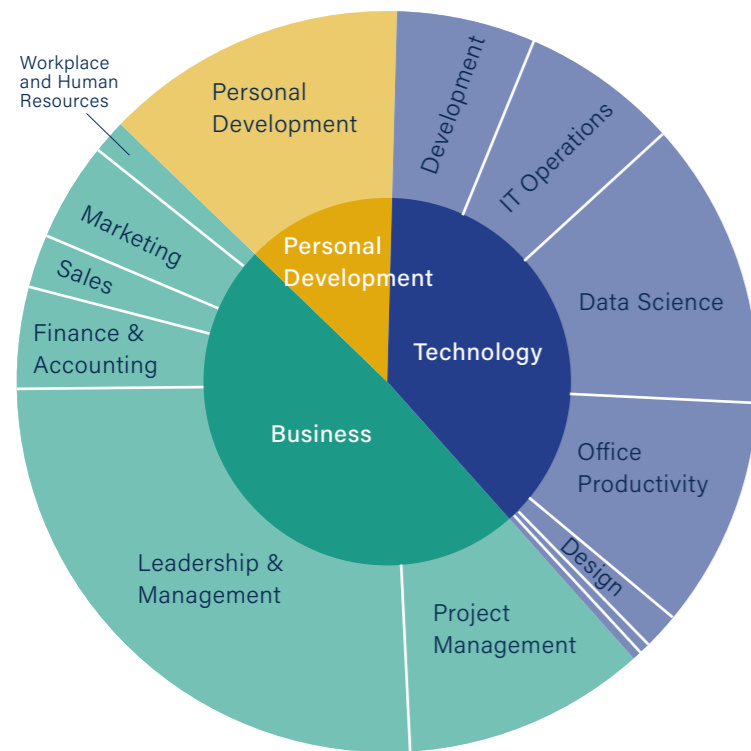 Workplace
and Human
Resources
Personal
Development
Development
IT Operations
Data Science
Office
Productivity
Design
Project
Management
Leadership &
Management
Finance &
Accounting
Sales
Marketing
Personal
Development
Technology
Business